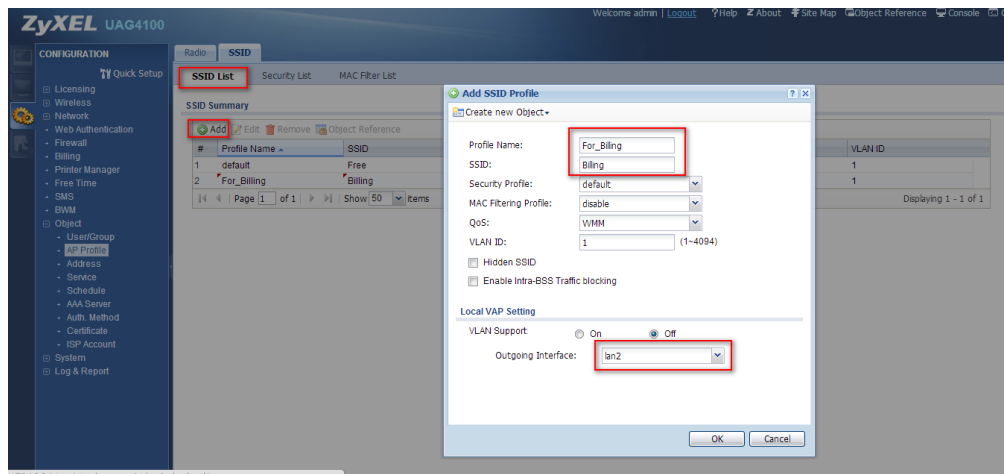 ZyXEL UAG4100
Welcome admin | Logout ?Help Z About Site Map Object Reference Console
CONFIGURATION
Quick Setup
Licensing
Wireless
Network
Web Authentication
Firewall
Billing
Printer Manager
Free Time
SMS
BWM
Object
User/Group
AP Profile
Address
Service
Schedule
AAA Server
Auth. Method
Certificate
ISP Account
System
Log & Report
Radio SSID
SSID List Security List MAC Filter List
SSID Summary
Add Edit Remove Object Reference
# Profile Name SSID VLAN ID
1 default Free 1
2 For_Billing Billing 1
Page 1 of 1 Show 50 items Displaying 1 - 1 of 1
Add SSID Profile
Create new Object
Profile Name: For_Billing
SSID: Billing
Security Profile: default
MAC Filtering Profile: disable
QoS: WMM
VLAN ID: 1 (1~4094)
Hidden SSID
Enable Intra-BSS Traffic blocking
Local VAP Setting
VLAN Support: On Off
Outgoing Interface: lan2
OK Cancel